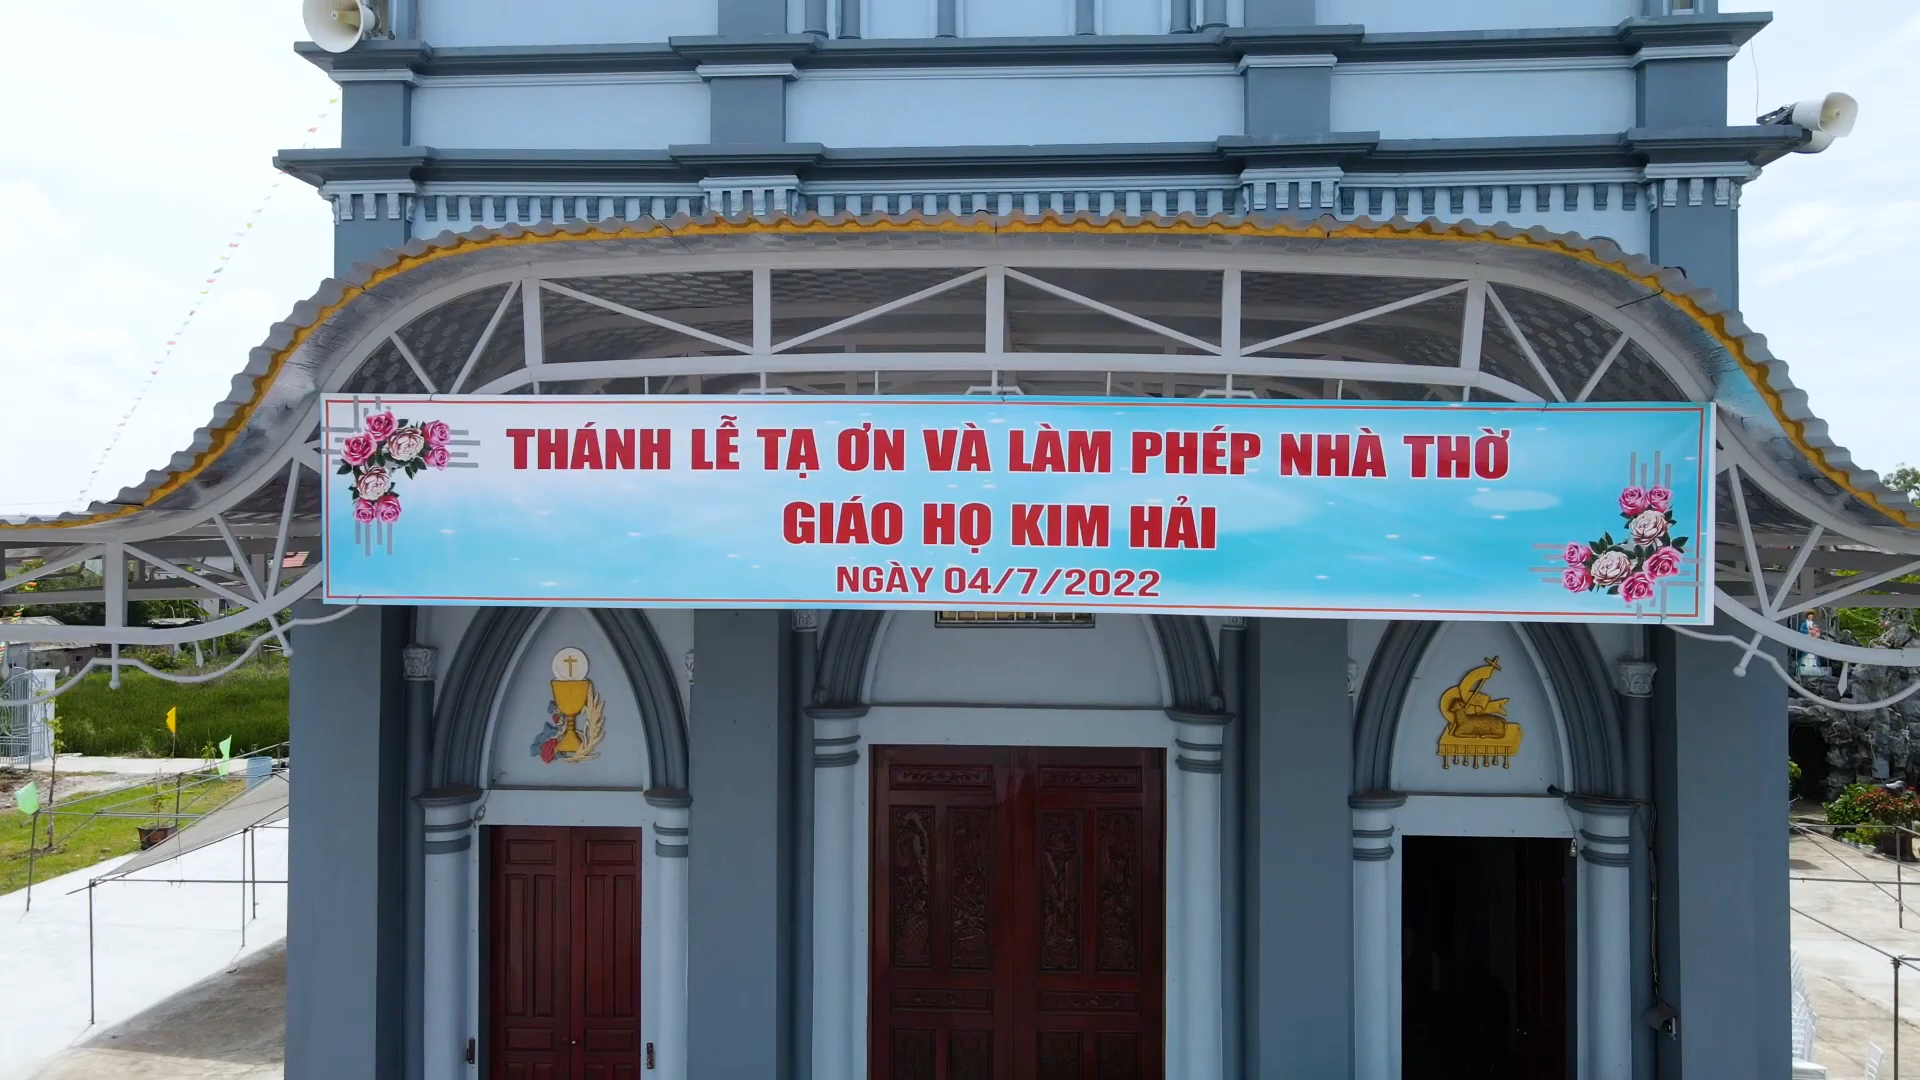 THÁNH LỄ TẠ ƠN VÀ LÀM PHÉP NHÀ THỜ
GIÁO HỌ KIM HẢI
NGÀY 04/7/2022